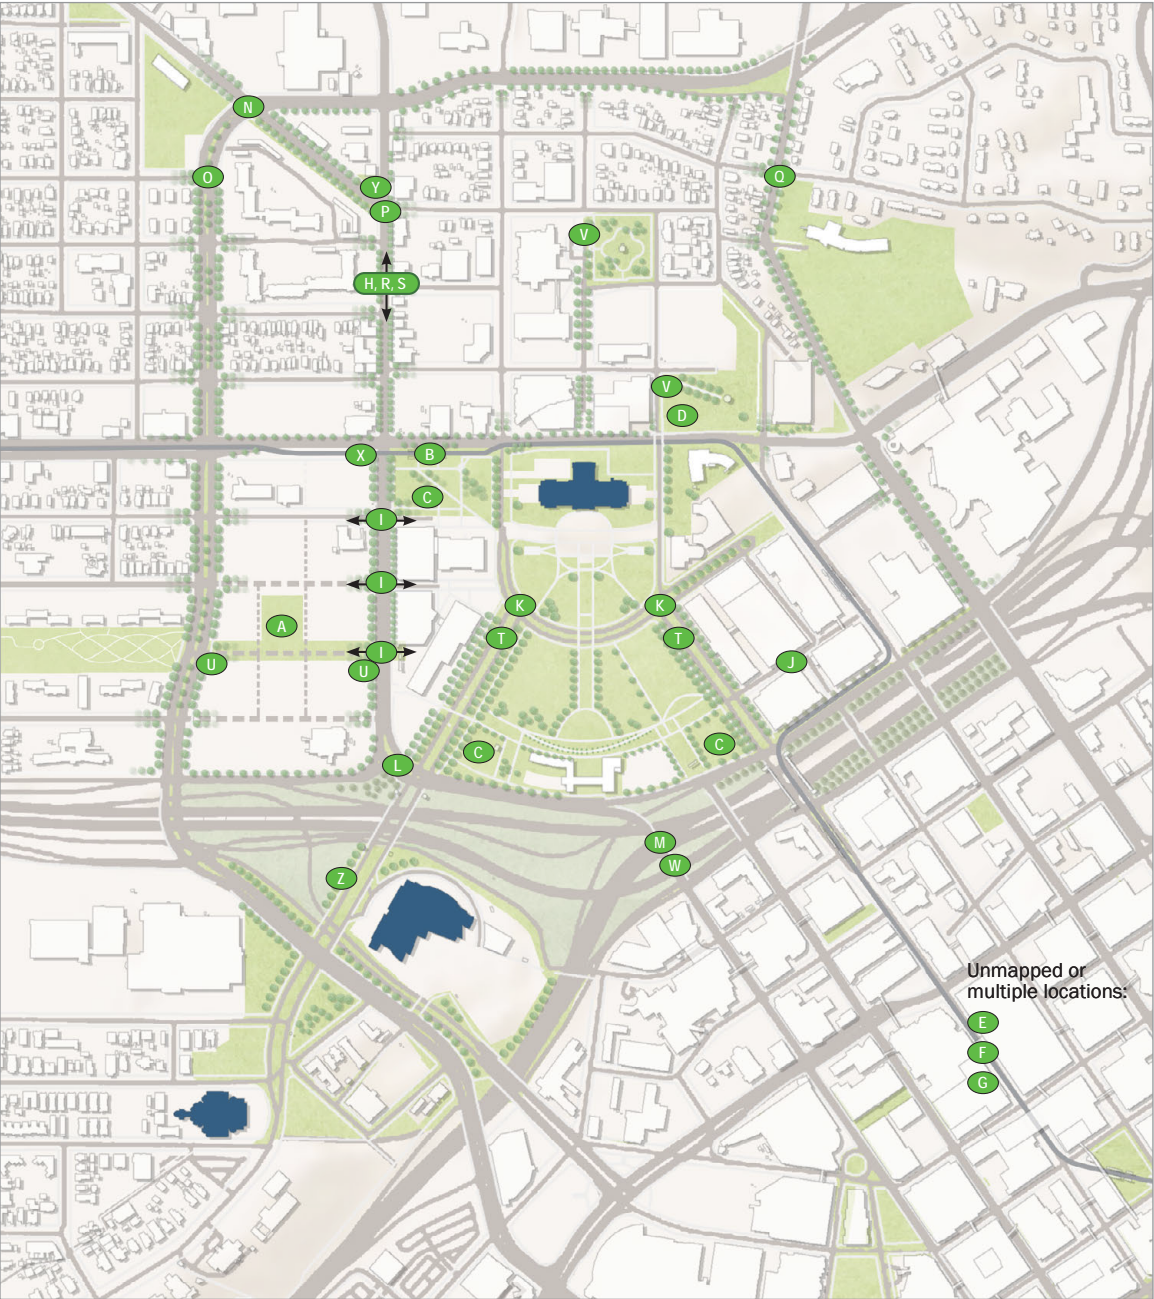 N
O
Y
P
Q
V
H, R, S
V
D
X
B
C
I
I
K
K
A
T
T
I
U
U
J
C
C
L
M
W
Z
Unmapped or
multiple locations:
E
F
G